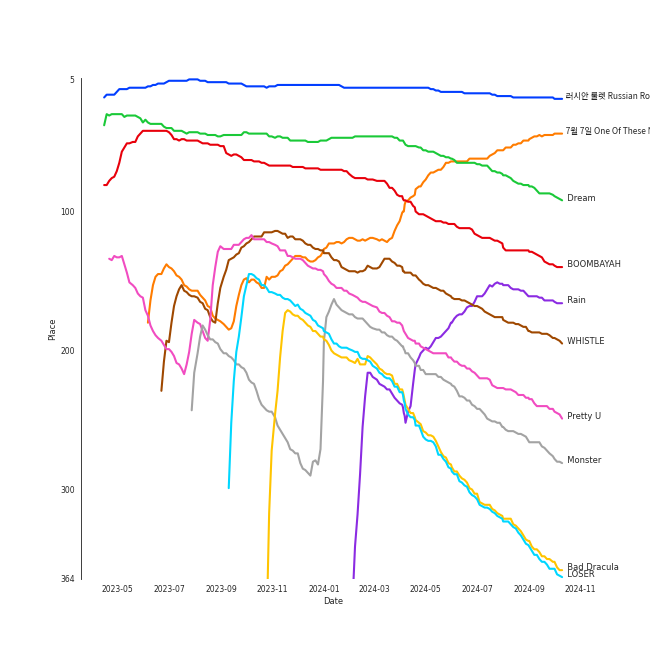 5
100
200
300
364
Place
2023-05
2023-07
2023-09
2023-11
2024-01
2024-03
2024-05
2024-07
2024-09
2024-11
Date
러시안 룰렛 Russian Ro
7월 7일 One Of These
Dream
BOOMBAYAH
Rain
WHISTLE
Pretty U
Monster
Bad Dracula
LOSER